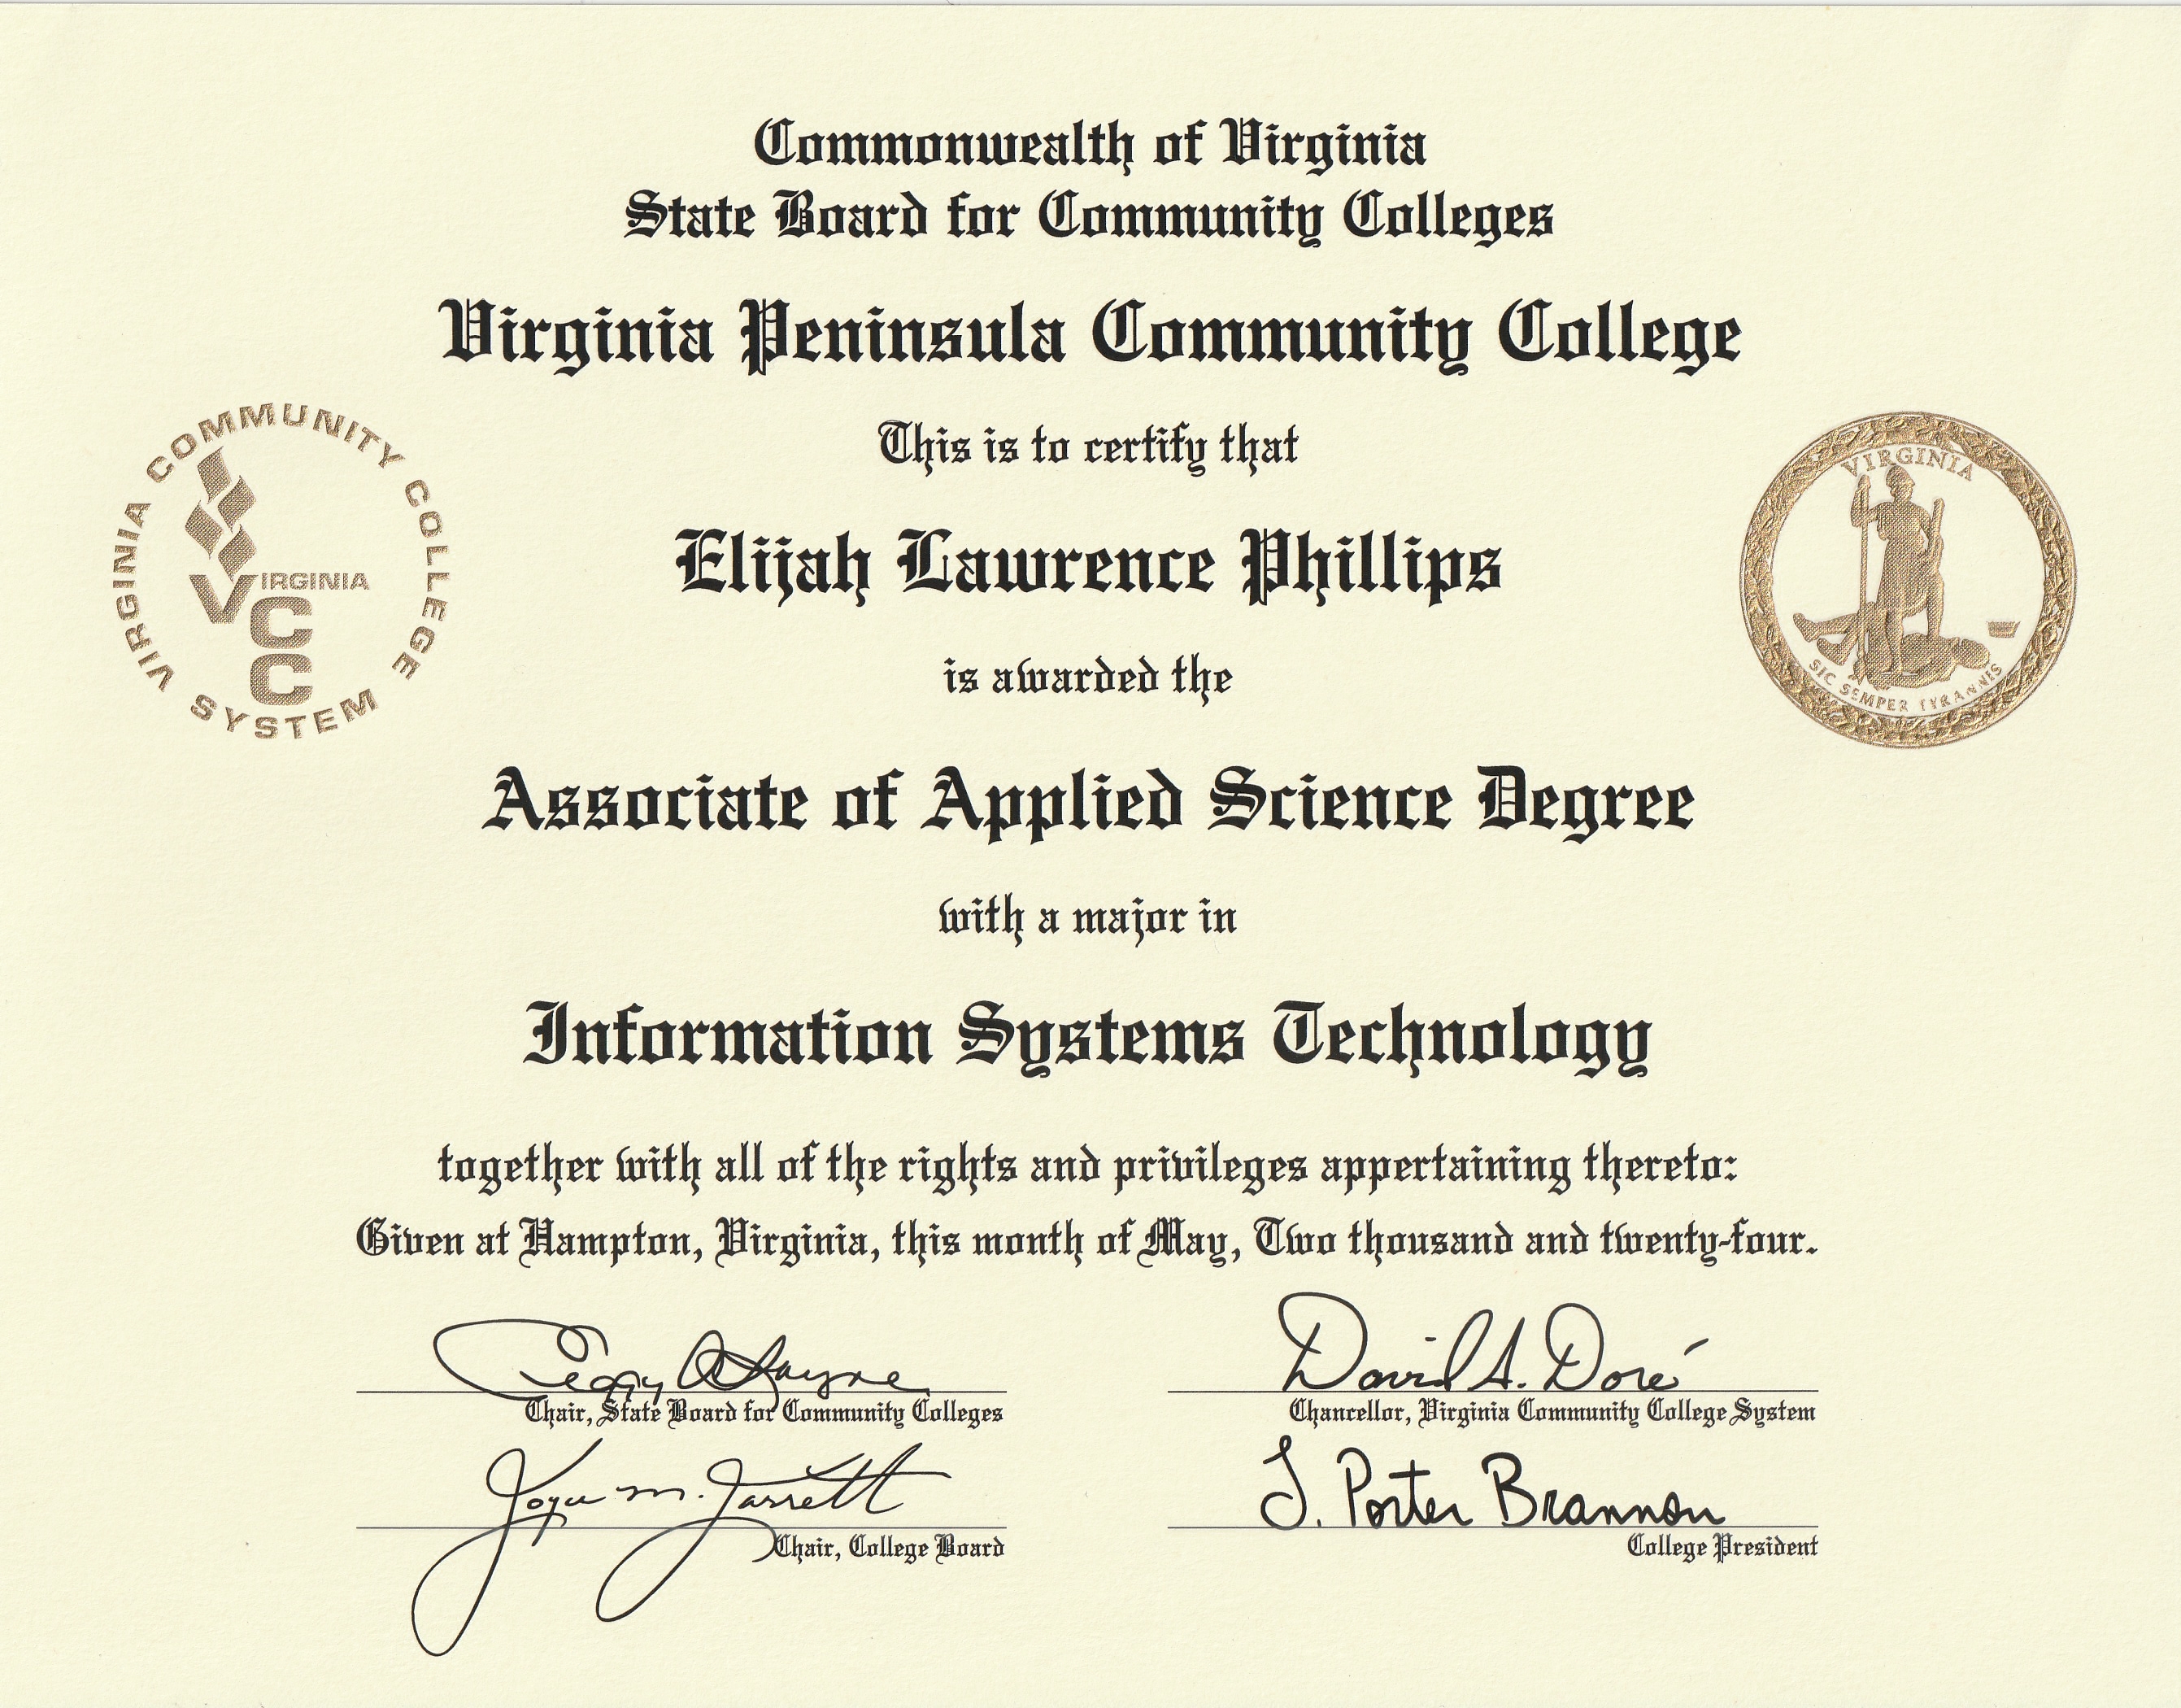 Commonwealth of Virginia
State Board for Community Colleges
Virginia Peninsula Community College
This is to certify that
VIRGINIA COMMUNITY COLLEGE SYSTEM
VIRGINIA
V
C
C
VIRGINIA
SIC SEMPER TYRANNIS
Elijah Lawrence Phillips
is awarded the
Associate of Applied Science Degree
with a major in
Information Systems Technology
together with all of the rights and privileges appertaining thereto:
Given at Hampton, Virginia, this month of May, Two thousand and twenty-four.
Peggy Layne
Chair, State Board for Community Colleges
David A. Doré
Chancellor, Virginia Community College System
Joyce M. Jarrett
Chair, College Board
J. Porter Brannon
College President